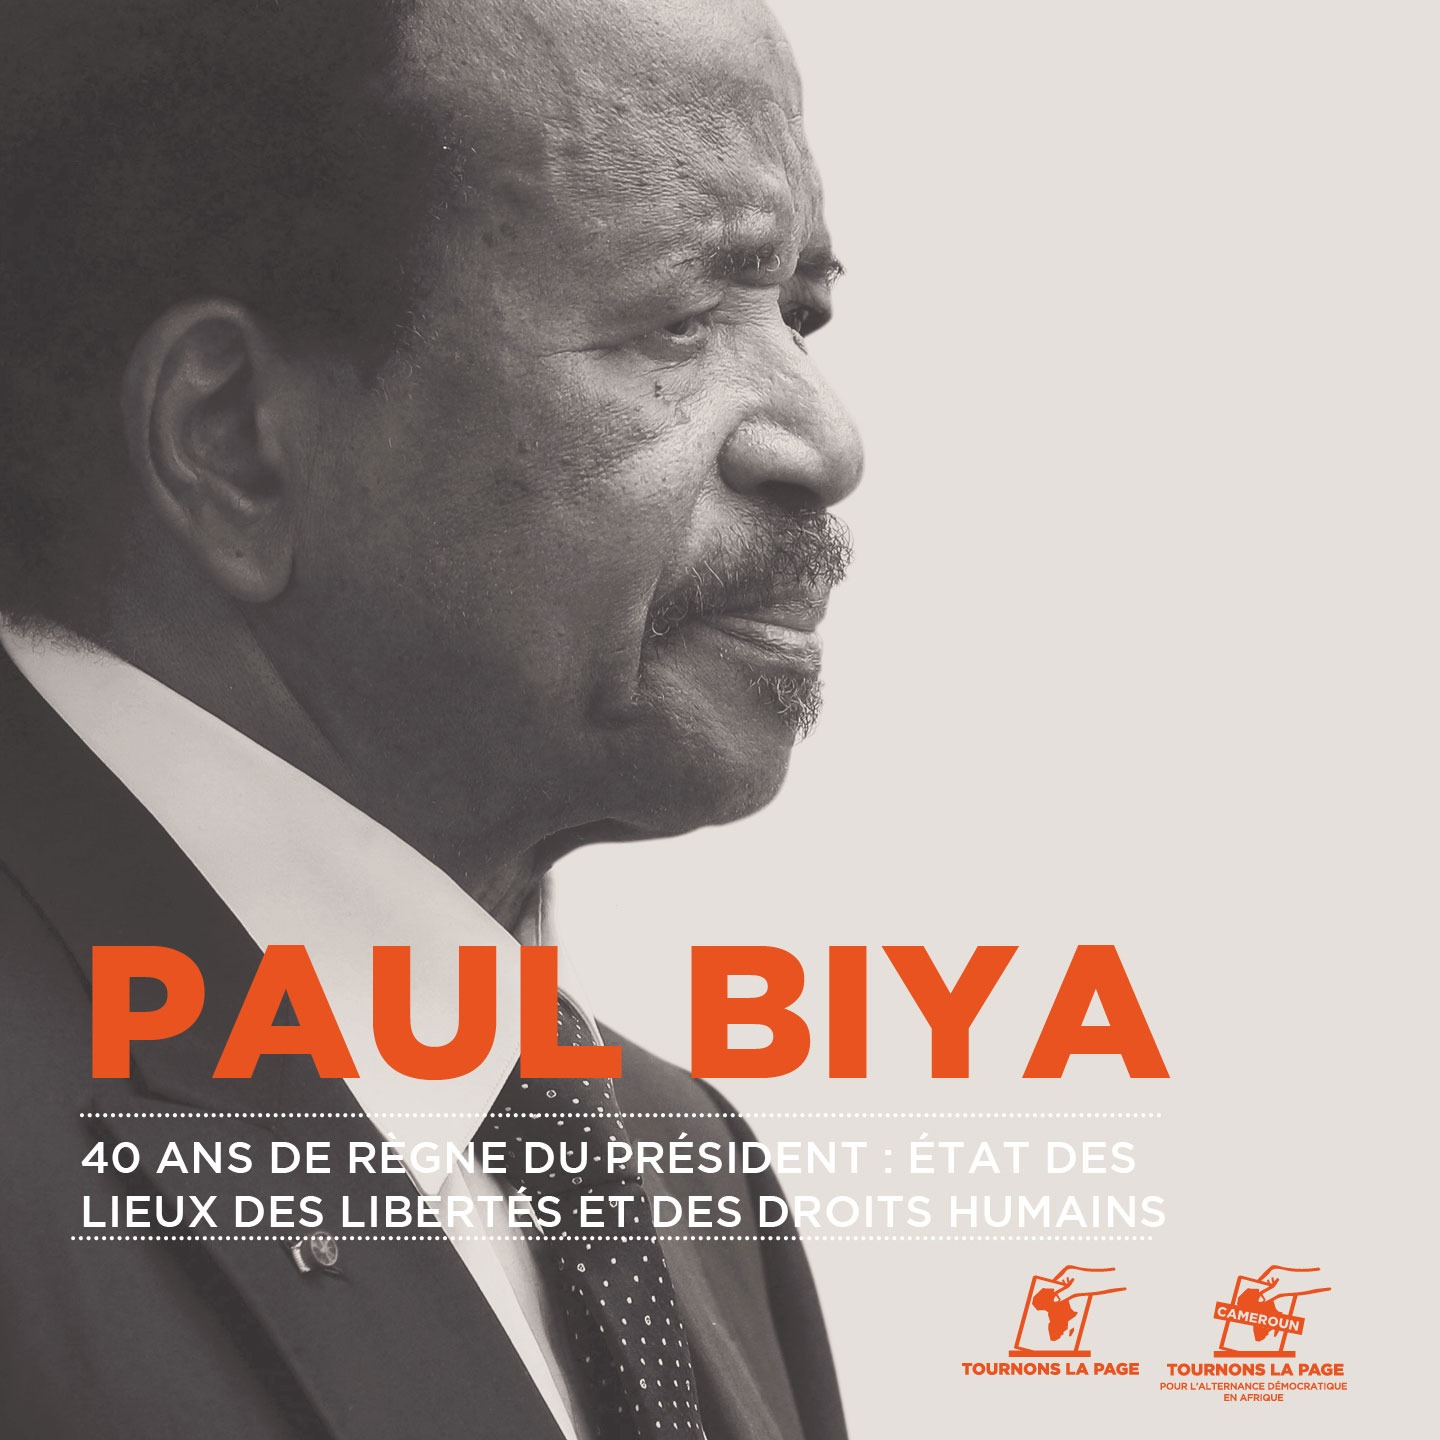 PAUL BIYA
40 ANS DE RÈGNE DU PRÉSIDENT : ÉTAT DES
LIEUX DES LIBERTÉS ET DES DROITS HUMAINS
TOURNONS LA PAGE
CAMEROUN
TOURNONS LA PAGE
POUR L'ALTERNANCE DÉMOCRATIQUE
EN AFRIQUE